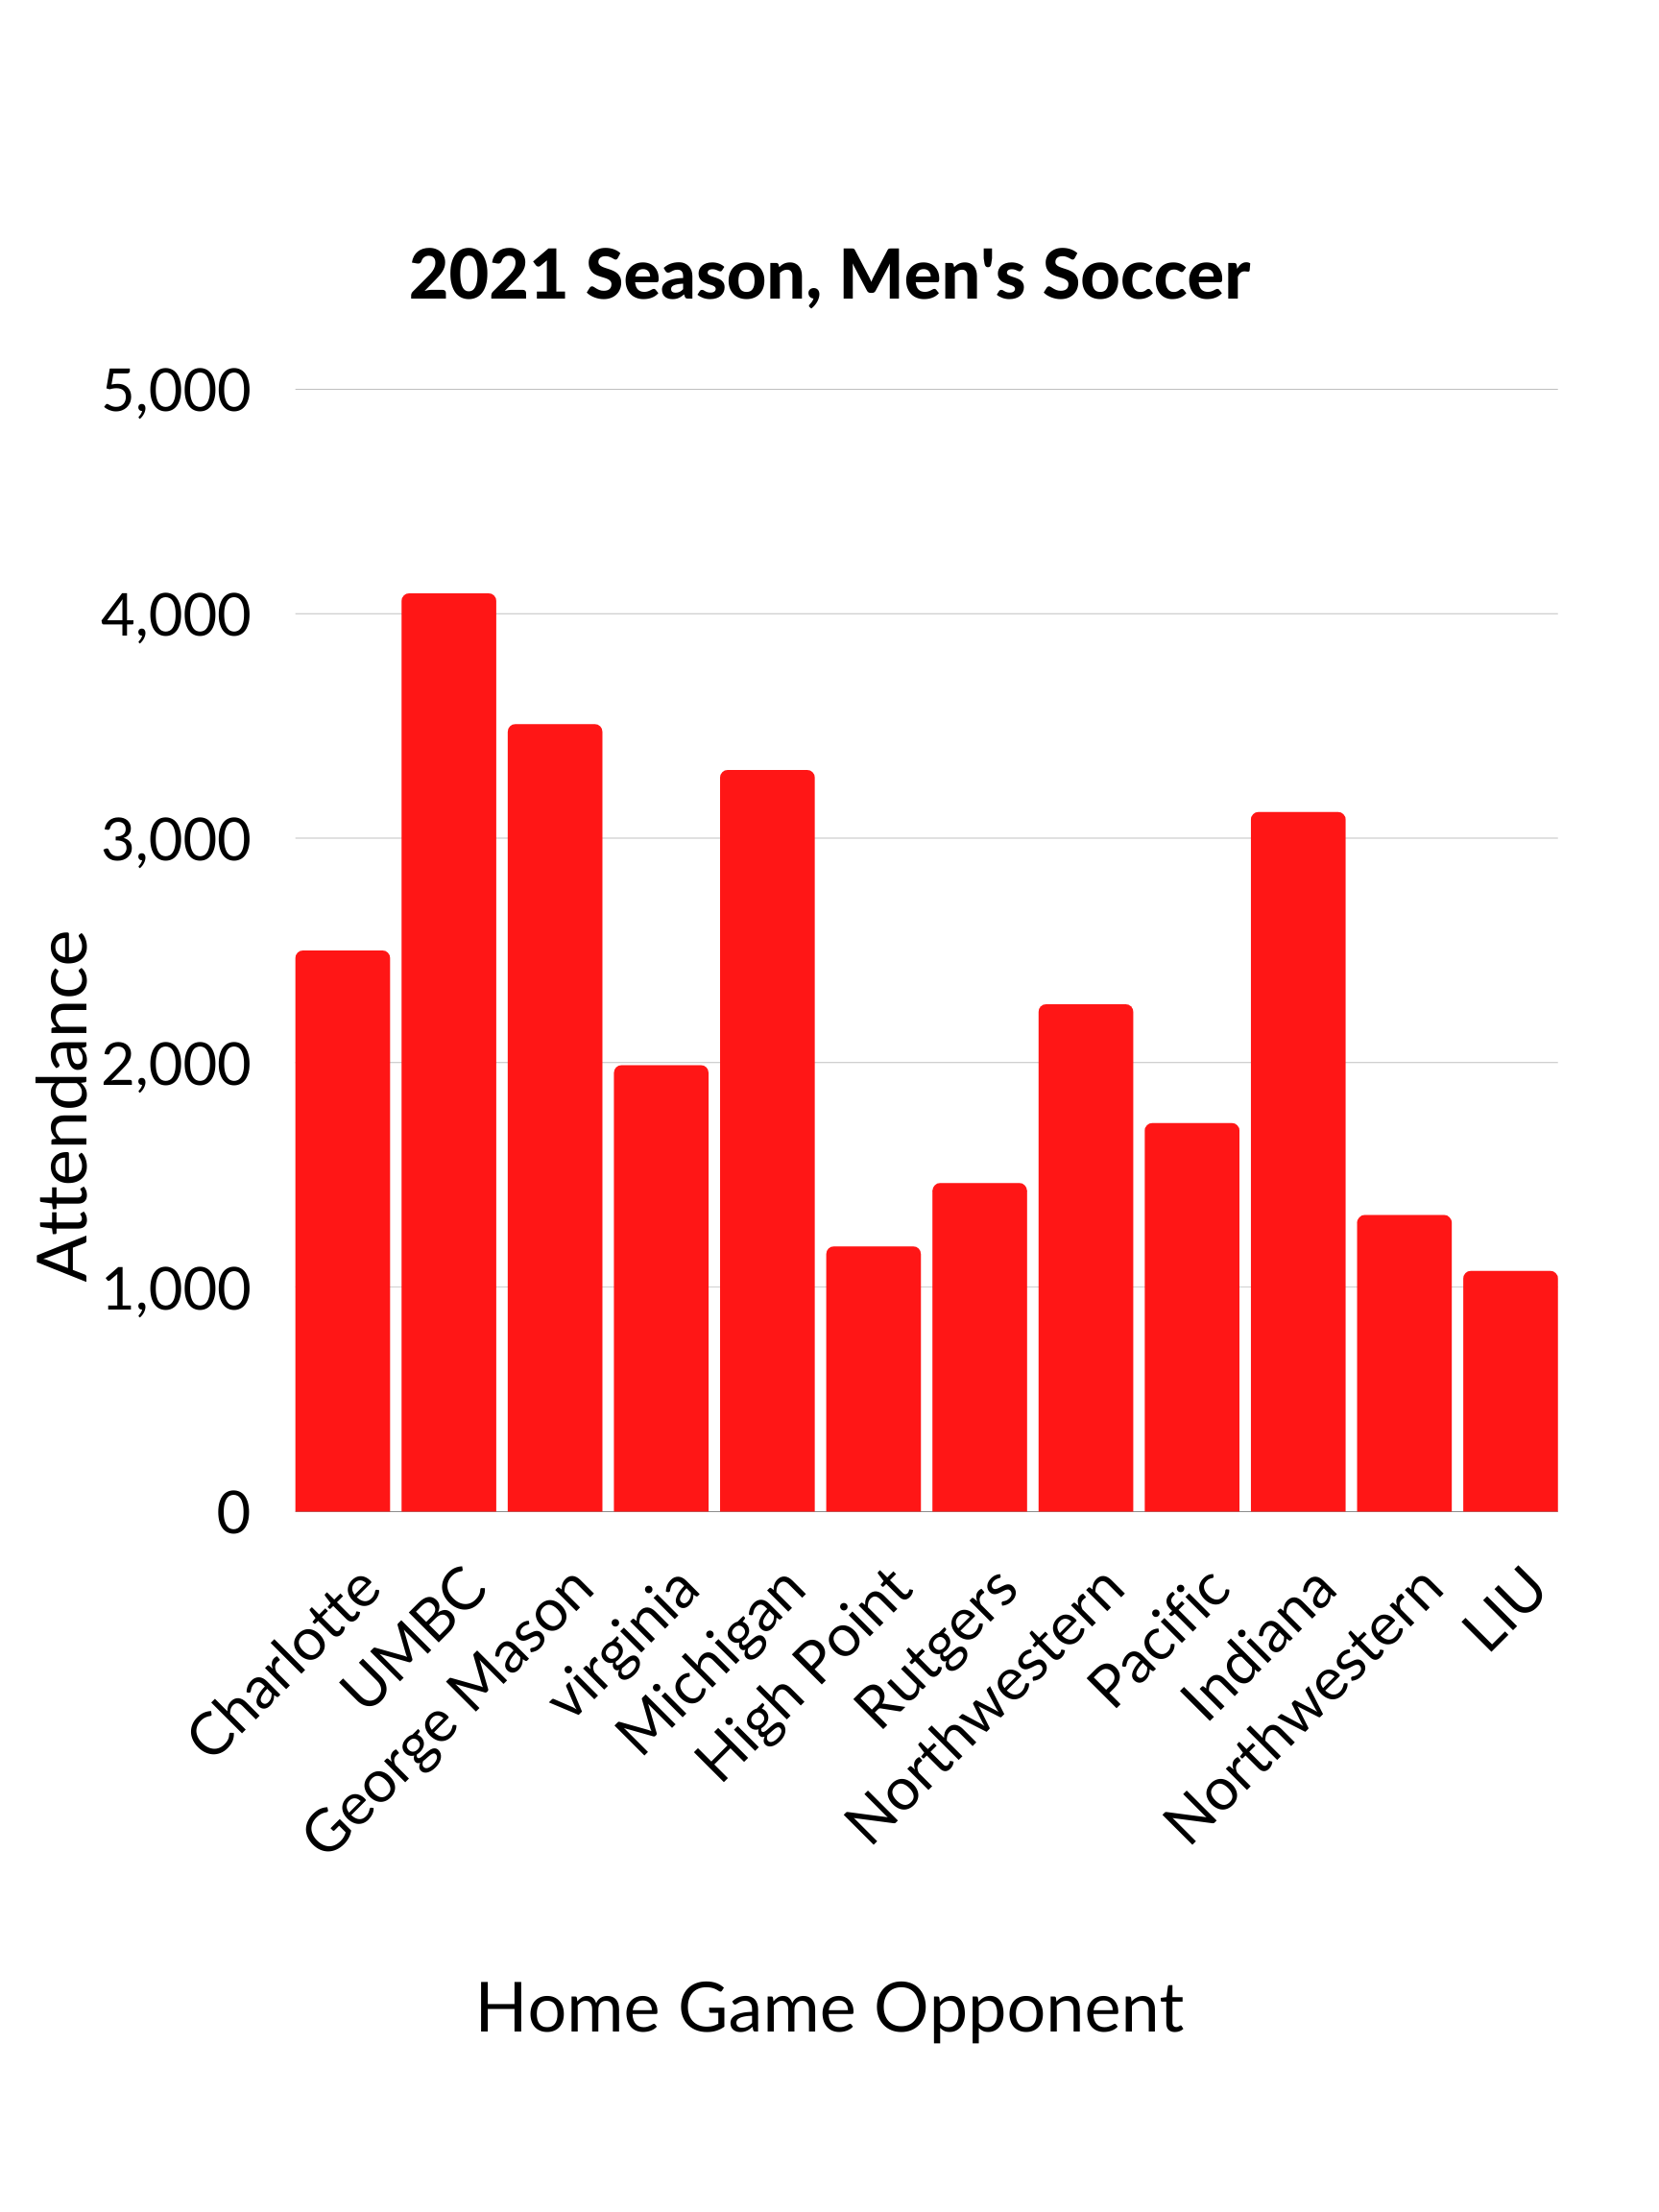 2021 Season, Men's Soccer
5,000
4,000
3,000
2,000
1,000
0
Attendance
Charlotte
UMBC
George Mason
virginia
Michigan
High Point
Rutgers
Northwestern
Pacific
Indiana
Northwestern
LIU
Home Game Opponent